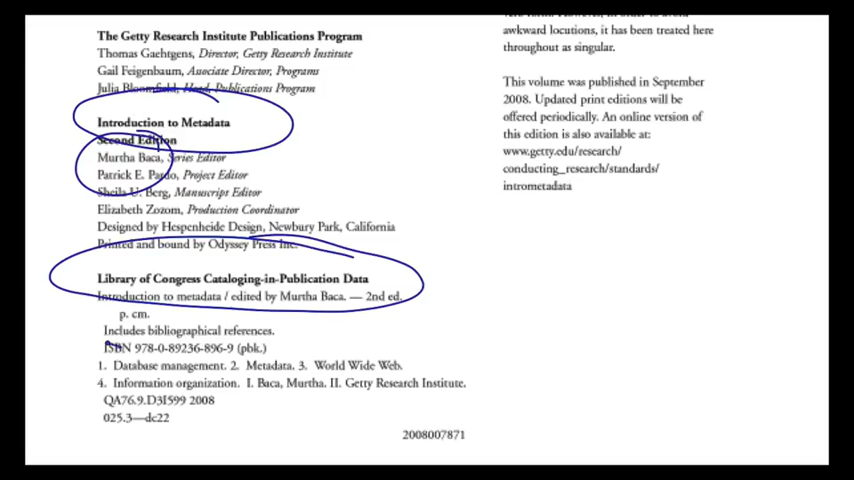 The Getty Research Institute Publications Program
Thomas Gaehtgens, Director, Getty Research Institute
Gail Feigenbaum, Associate Director, Programs
Julia Bloomfield, Head, Publications Program
Introduction to Metadata
Second Edition
Murtha Baca, Series Editor
Patrick E. Pardo, Project Editor
Sheila U. Berg, Manuscript Editor
Elizabeth Zozom, Production Coordinator
Designed by Hespenheide Design, Newbury Park, California
Printed and bound by Odyssey Press Inc.
Library of Congress Cataloging-in-Publication Data
Introduction to metadata / edited by Murtha Baca. — 2nd ed.
p. cm.
Includes bibliographical references.
ISBN 978-0-89236-896-9 (pbk.)
1. Database management. 2. Metadata. 3. World Wide Web.
4. Information organization. I. Baca, Murtha. II. Getty Research Institute.
QA76.9.D3I599 2008
025.3—dc22
2008007871
awkward locutions, it has been treated here
throughout as singular.
This volume was published in September
2008. Updated print editions will be
offered periodically. An online version of
this edition is also available at:
www.getty.edu/research/
conducting_research/standards/
intrometadata